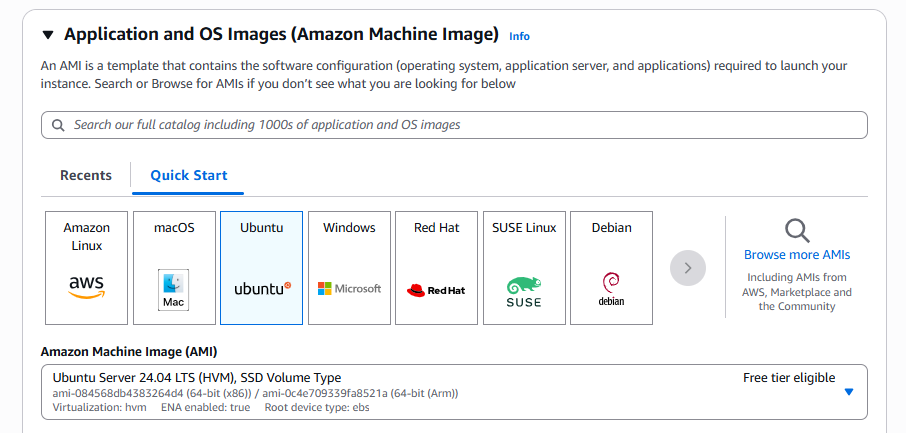 Application and OS Images (Amazon Machine Image) Info
An AMI is a template that contains the software configuration (operating system, application server, and applications) required to launch your
instance. Search or Browse for AMIs if you don't see what you are looking for below
Search our full catalog including 1000s of application and OS images
Recents
Quick Start
Amazon
Linux
aws
macOS
Mac
Ubuntu
ubuntu
Windows
Microsoft
Red Hat
Red Hat
SUSE Linux
SUSE
Debian
debian
Browse more AMIs
Including AMIs from
AWS, Marketplace and
the Community
Amazon Machine Image (AMI)
Ubuntu Server 24.04 LTS (HVM), SSD Volume Type
Free tier eligible
ami-084568db4383264d4 (64-bit (x86)) / ami-0c4e709339fa8521a (64-bit (Arm))
Virtualization: hvm ENA enabled: true Root device type: ebs